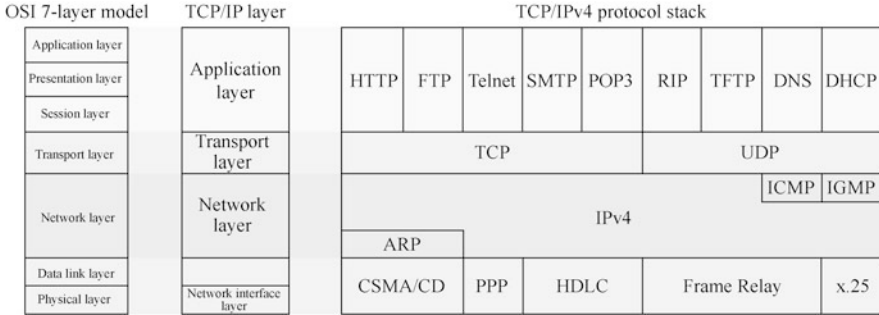 OSI 7-layer model TCP/IP layer TCP/IPv4 protocol stack
Application layer
Presentation layer
Session layer
Transport layer
Network layer
Data link layer
Physical layer
Application
layer
Transport
layer
Network
layer
Network interface
layer
HTTP FTP Telnet SMTP POP3 RIP TFTP DNS DHCP
TCP UDP
ICMP IGMP
IPv4
ARP
CSMA/CD PPP HDLC Frame Relay x.25